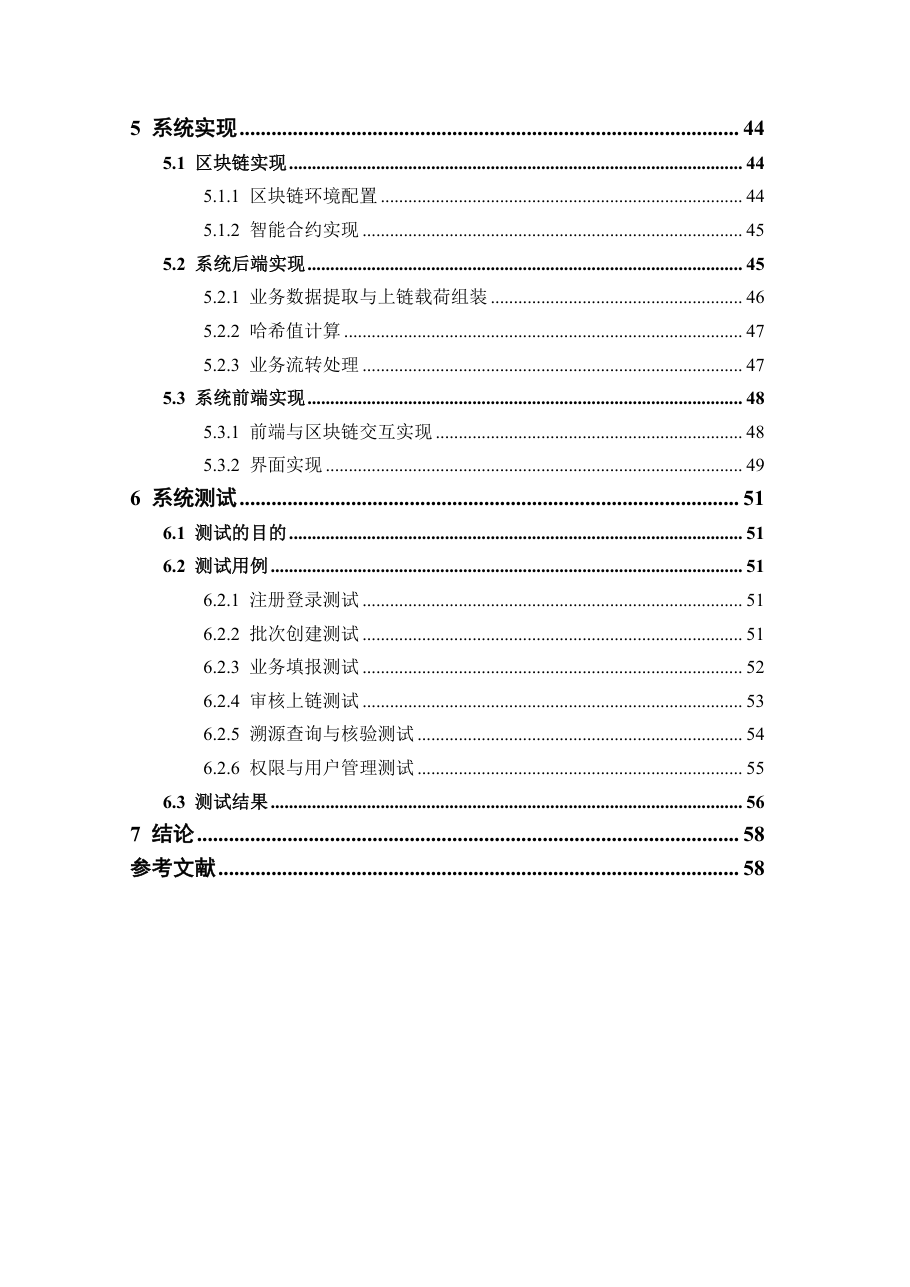 5 系统实现........................................ 44
5.1 区块链实现........................................ 44
5.1.1 区块链环境配置........................................ 44
5.1.2 智能合约实现........................................ 45
5.2 系统后端实现........................................ 45
5.2.1 业务数据提取与上链载荷组装........................................ 46
5.2.2 哈希值计算........................................ 47
5.2.3 业务流转处理........................................ 47
5.3 系统前端实现........................................ 48
5.3.1 前端与区块链交互实现........................................ 48
5.3.2 界面实现........................................ 49
6 系统测试........................................ 51
6.1 测试的目的........................................ 51
6.2 测试用例........................................ 51
6.2.1 注册登录测试........................................ 51
6.2.2 批次创建测试........................................ 51
6.2.3 业务填报测试........................................ 52
6.2.4 审核上链测试........................................ 53
6.2.5 溯源查询与核验测试........................................ 54
6.2.6 权限与用户管理测试........................................ 55
6.3 测试结果........................................ 56
7 结论........................................ 58
参考文献........................................ 58